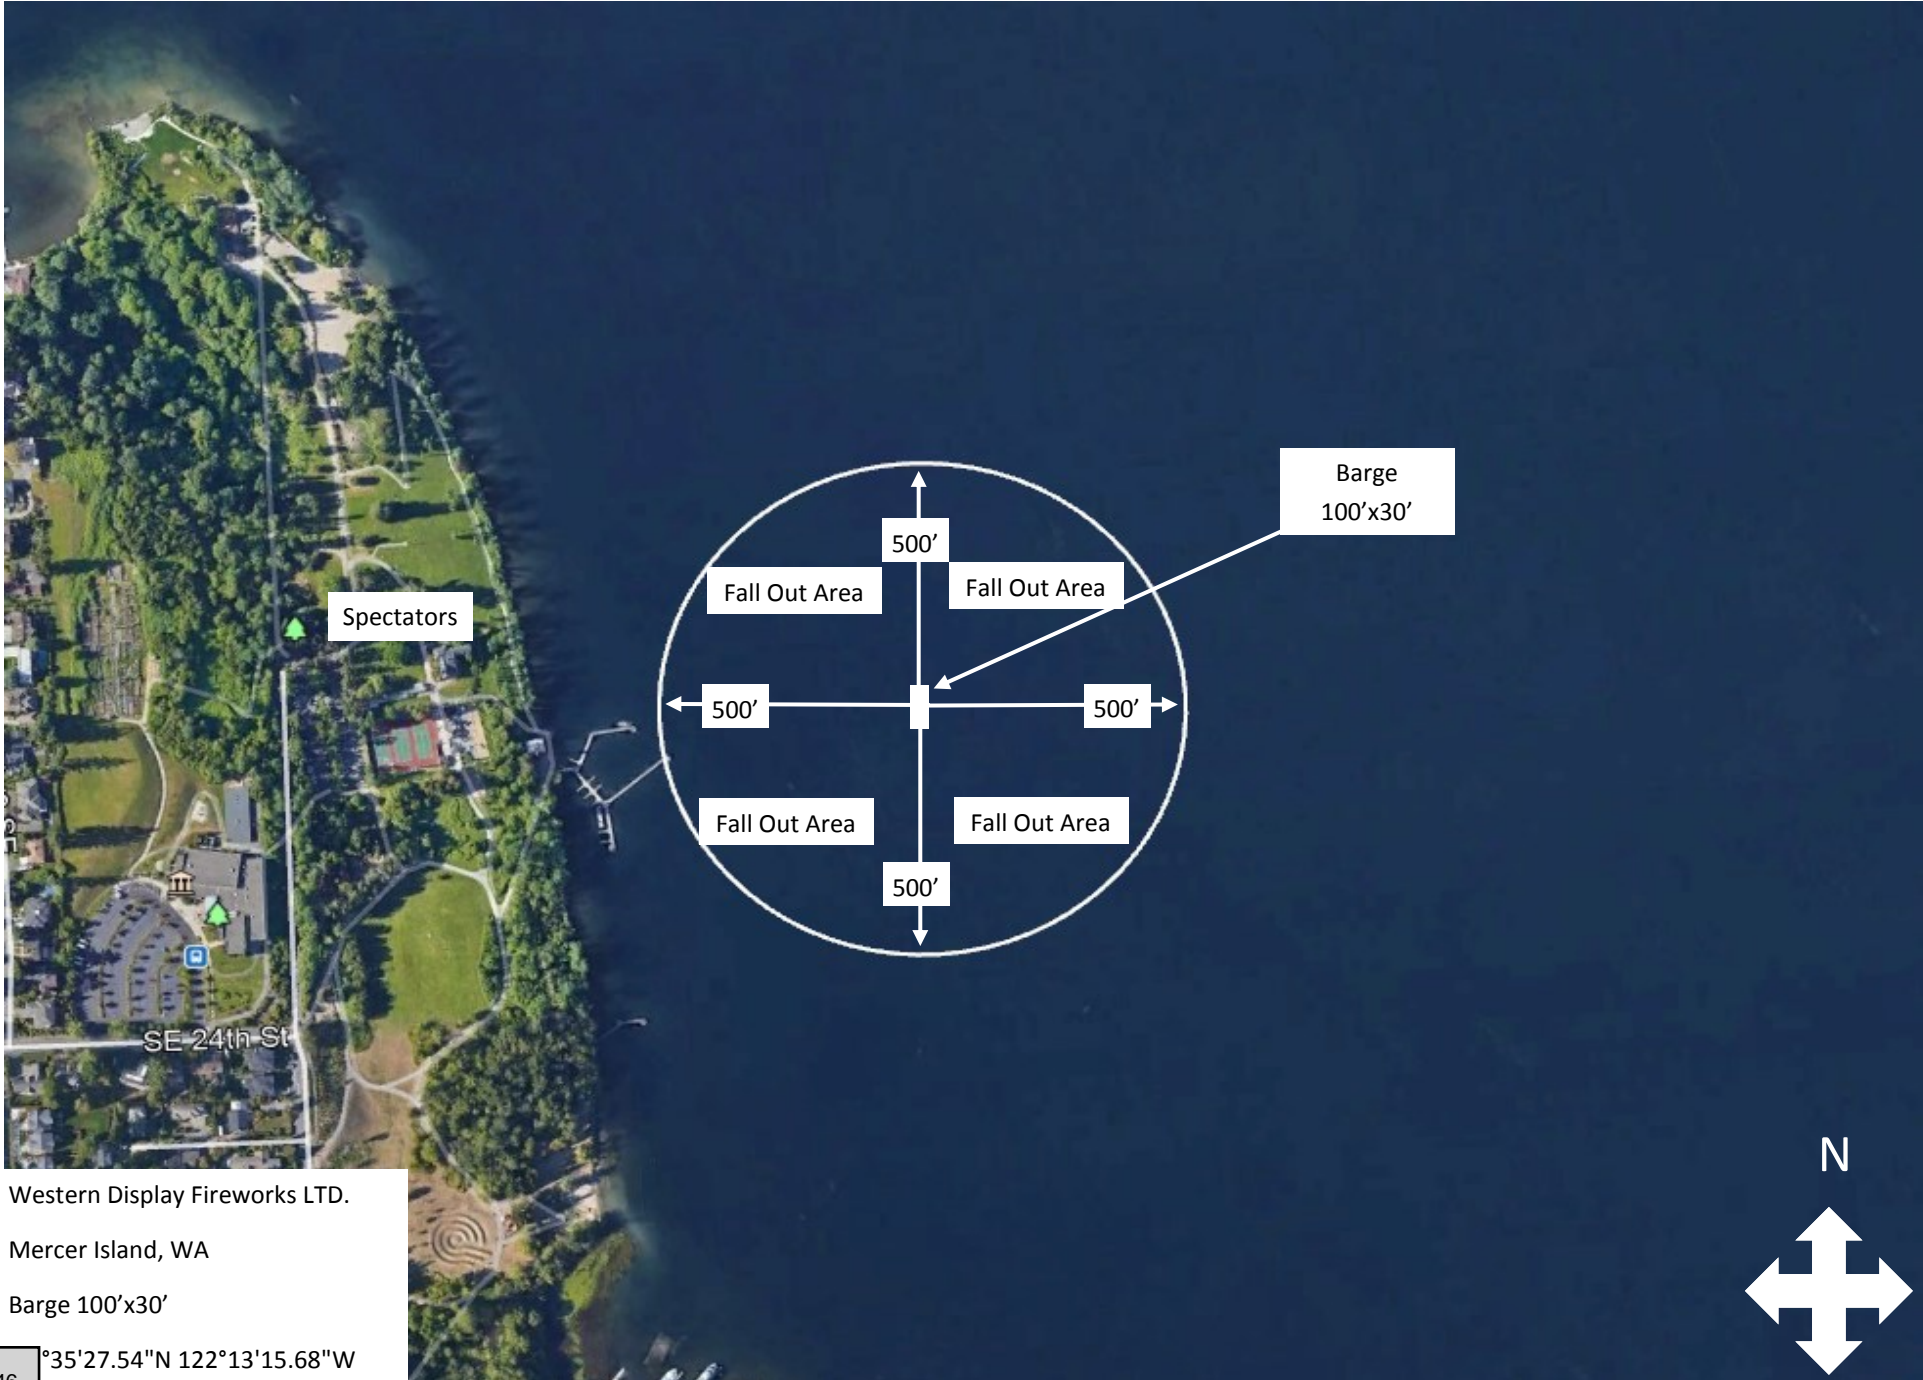 Barge
100’x30’
500’
Fall Out Area
Fall Out Area
Spectators
500’
500’
Fall Out Area
Fall Out Area
500’
SE 24th St
N
Western Display Fireworks LTD.
Mercer Island, WA
Barge 100’x30’
°35'27.54"N 122°13'15.68"W